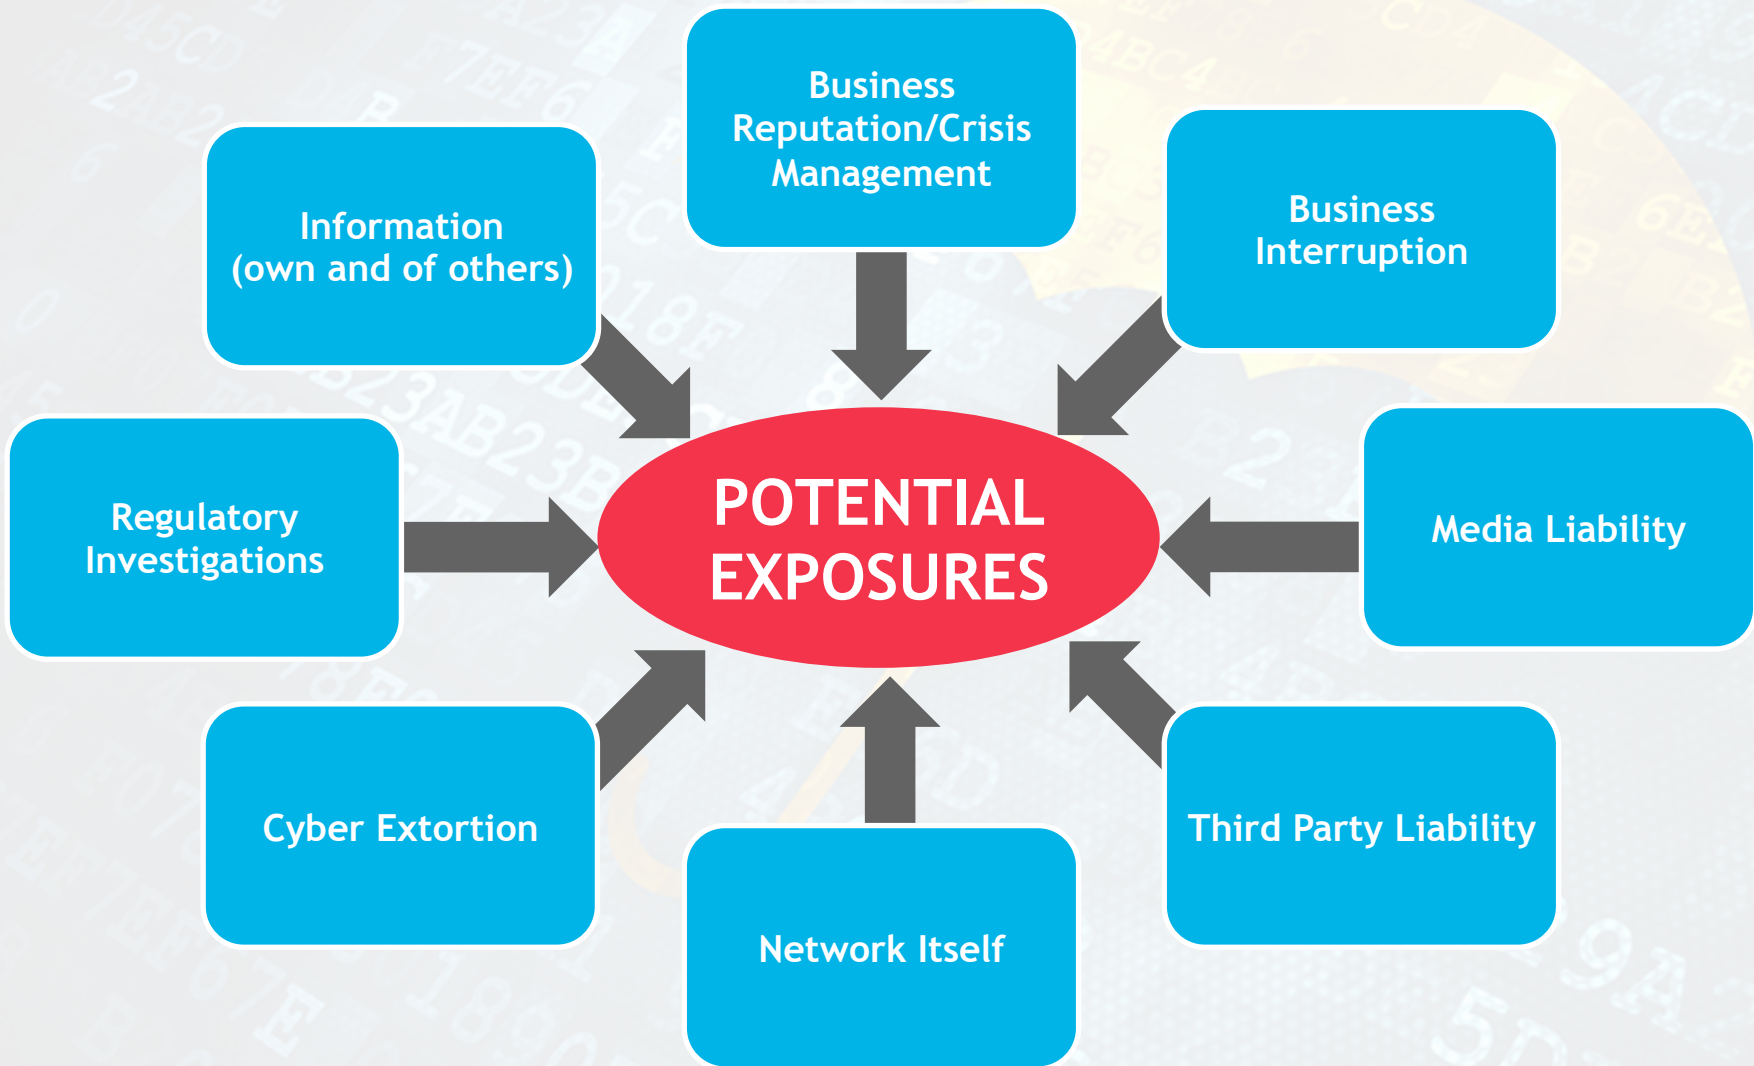 Business
Reputation/Crisis
Management
Information
(own and of others)
Business
Interruption
Regulatory
Investigations
POTENTIAL
EXPOSURES
Media Liability
Cyber Extortion
Third Party Liability
Network Itself